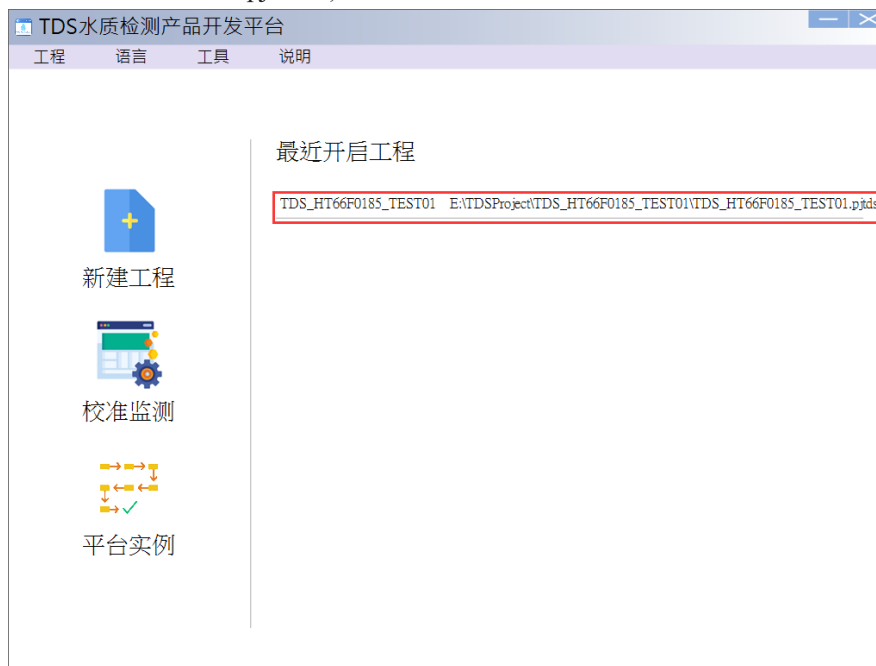 TDS水质检测产品开发平台
工程 语言 工具 说明
最近开启工程
TDS_HT66F0185_TEST01 E:\TDSProject\TDS_HT66F0185_TEST01\TDS_HT66F0185_TEST01.pjtds
新建工程
校准监测
平台实例